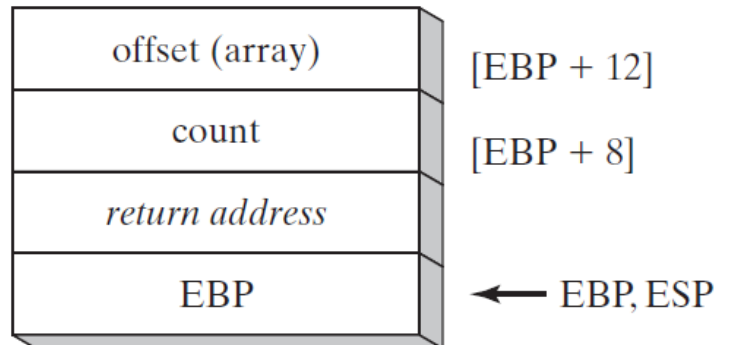 offset (array)
[EBP + 12]
count
[EBP + 8]
return address
EBP
EBP, ESP